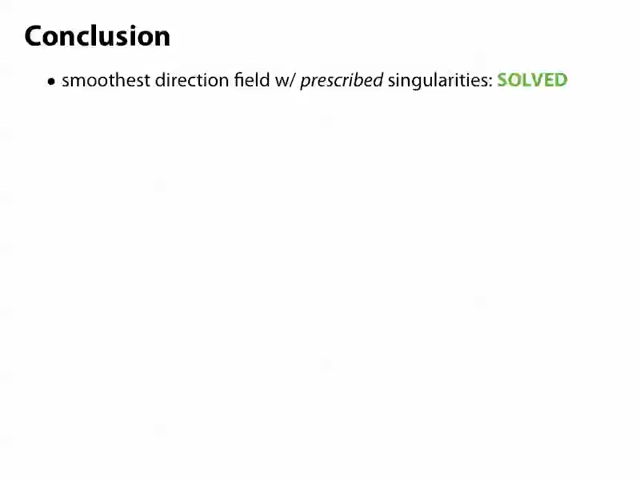 Conclusion
• smoothest direction field w/ prescribed singularities: SOLVED